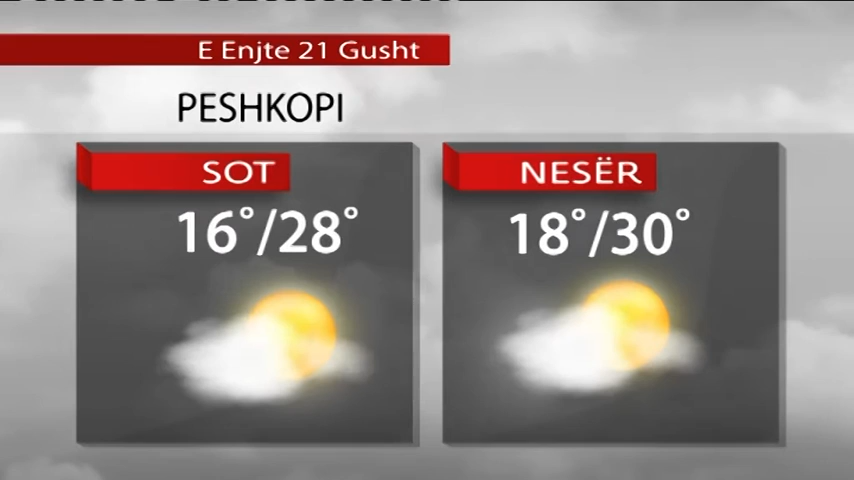 E Enjte 21 Gusht
PESHKOPI
SOT
16°/28°
NESËR
18°/30°